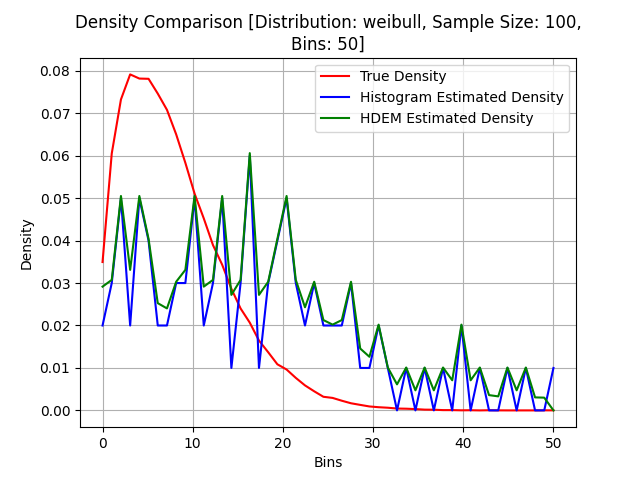 Density Comparison [Distribution: weibull, Sample Size: 100,
Bins: 50]
True Density
Histogram Estimated Density
HDEM Estimated Density
Density
0.08
0.07
0.06
0.05
0.04
0.03
0.02
0.01
0.00
0 10 20 30 40 50
Bins